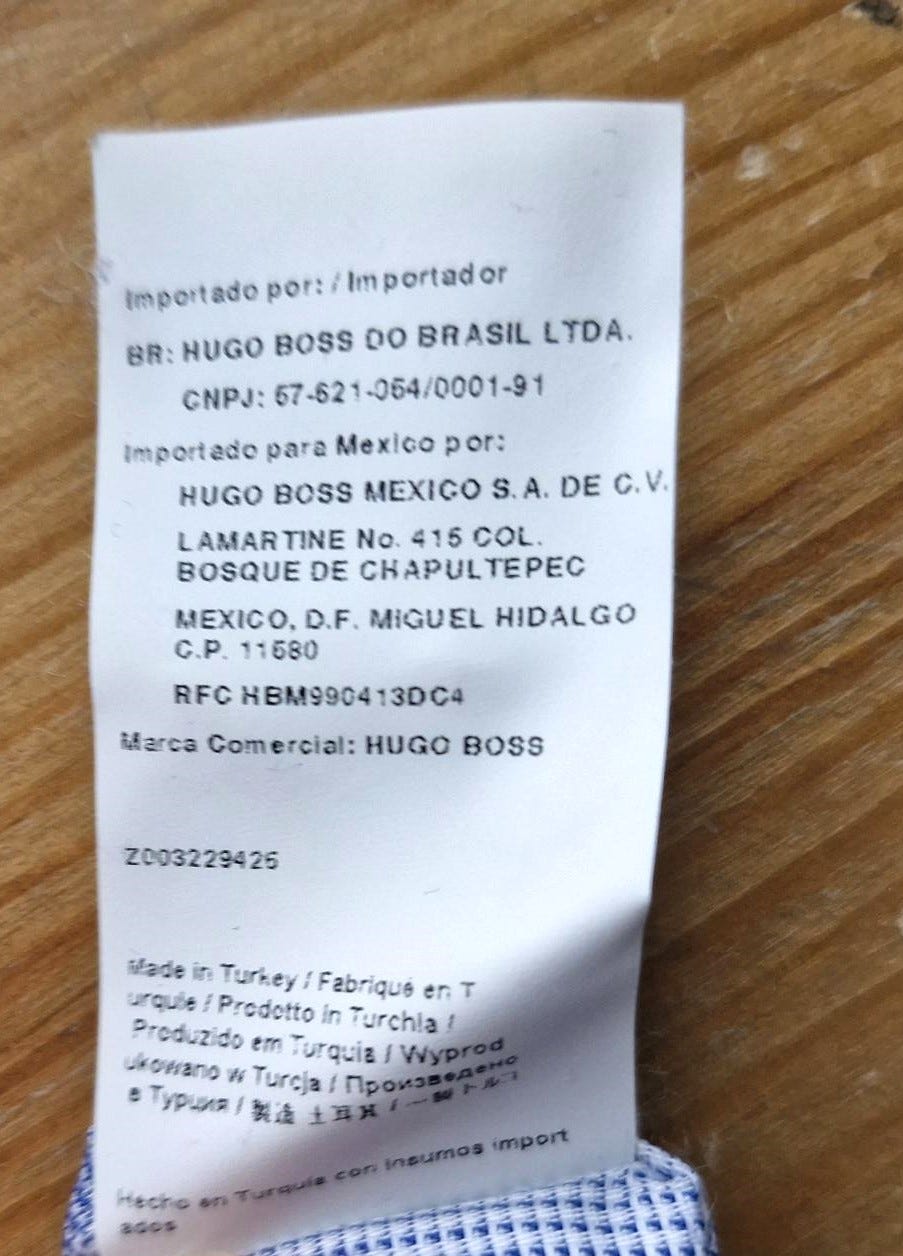 Importado por: / Importador
BR: HUGO BOSS DO BRASIL LTDA.
CNPJ: 57-621-054/0001-91
Importado para Mexico por:
HUGO BOSS MEXICO S.A. DE C.V.
LAMARTINE No. 415 COL.
BOSQUE DE CHAPULTEPEC
MEXICO, D.F. MIGUEL HIDALGO
C.P. 11580
RFC HBM990413DC4
Marca Comercial: HUGO BOSS
Z003229425
Made in Turkey / Fabriqué en T
urquie / Prodotto in Turchia /
Produzido em Turquia / Wyprod
ukowano w Turcja / Произведено
в Турция / 製造 土耳其 /
Hecho en Turquia con insumos import
ados